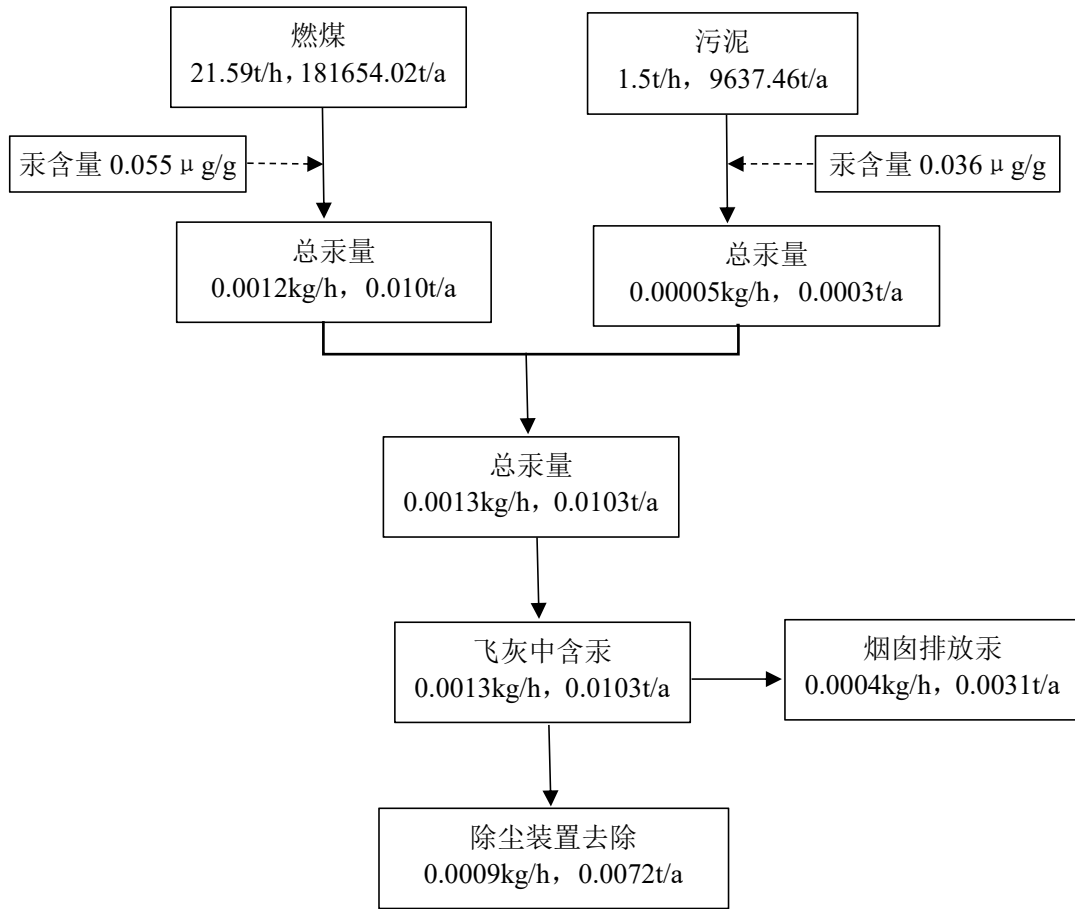 燃煤
21.59t/h，181654.02t/a
污泥
1.5t/h，9637.46t/a
汞含量 0.055μg/g
汞含量 0.036μg/g
总汞量
0.0012kg/h，0.010t/a
总汞量
0.00005kg/h，0.0003t/a
总汞量
0.0013kg/h，0.0103t/a
飞灰中含汞
0.0013kg/h，0.0103t/a
烟囱排放汞
0.0004kg/h，0.0031t/a
除尘装置去除
0.0009kg/h，0.0072t/a